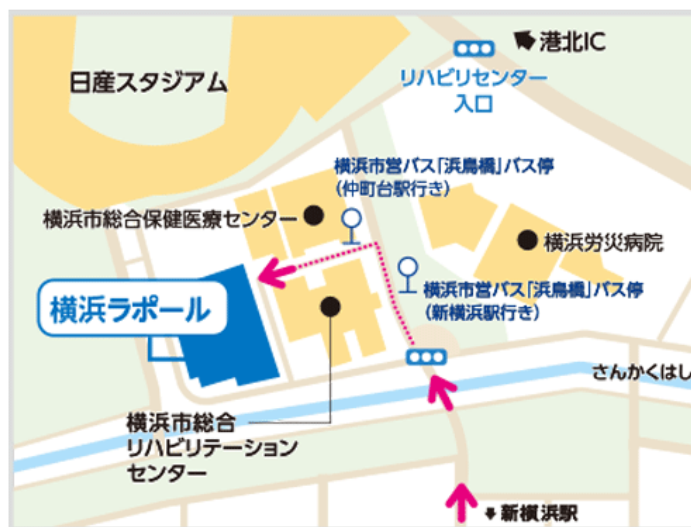 港北IC
日産スタジアム
リハビリセンター
入口
横浜市営バス「浜鳥橋」バス停
(仲町台駅行き)
横浜市総合保健医療センター
横浜労災病院
横浜市営バス「浜鳥橋」バス停
(新横浜駅行き)
横浜ラポール
さんかくはし
横浜市総合
リハビリテーション
センター
新横浜駅